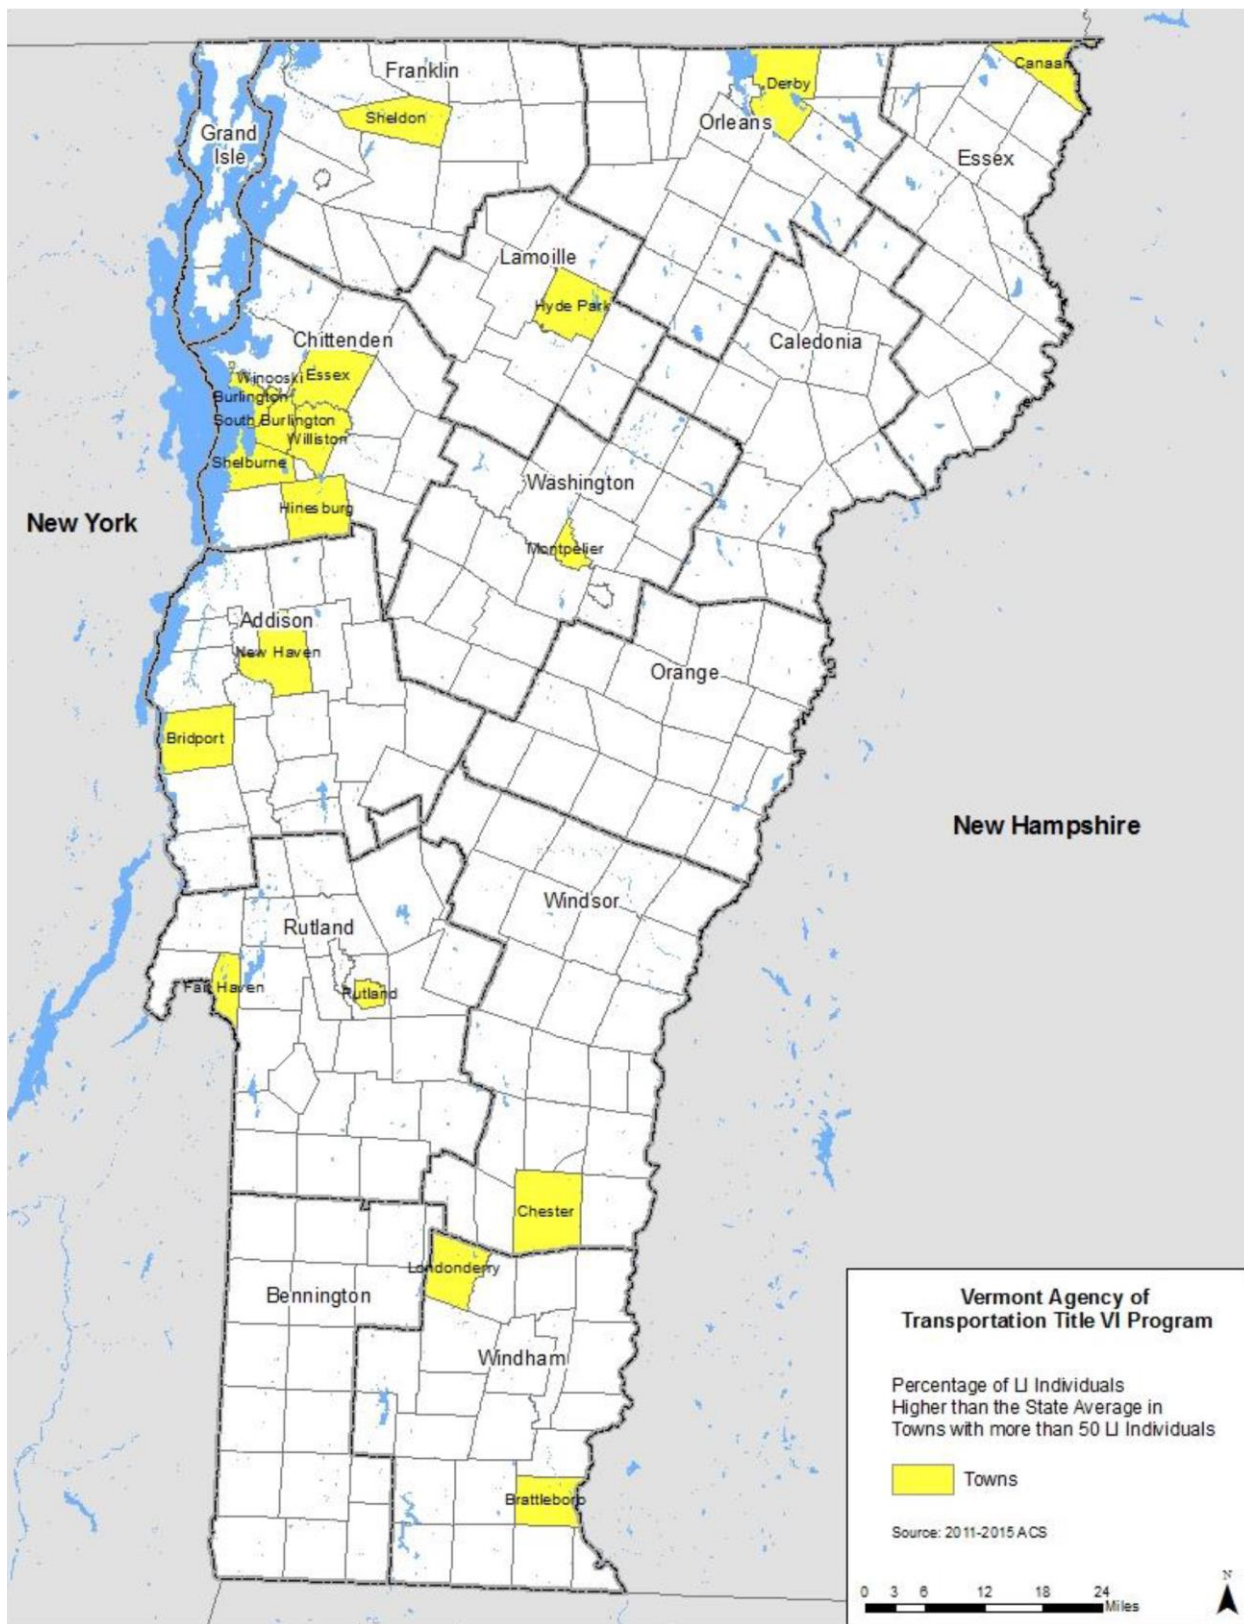 Franklin
Canaan
Derby
Sheldon
Orleans
Grand
Isle
Essex
Lamoille
Hyde Park
Chittenden
Caledonia
Winooski
Essex
Burlington
South Burlington
Williston
Shelburne
Washington
Hinesburg
New York
Montpelier
Addison
New Haven
Orange
Bridport
New Hampshire
Windsor
Rutland
Fair Haven
Rutland
Chester
Londonderry
Bennington
Windham
Brattleboro
Vermont Agency of
Transportation Title VI Program
Percentage of LI Individuals
Higher than the State Average in
Towns with more than 50 LI Individuals
Towns
Source: 2011-2015 ACS
N
0 3 6 12 18 24
Miles